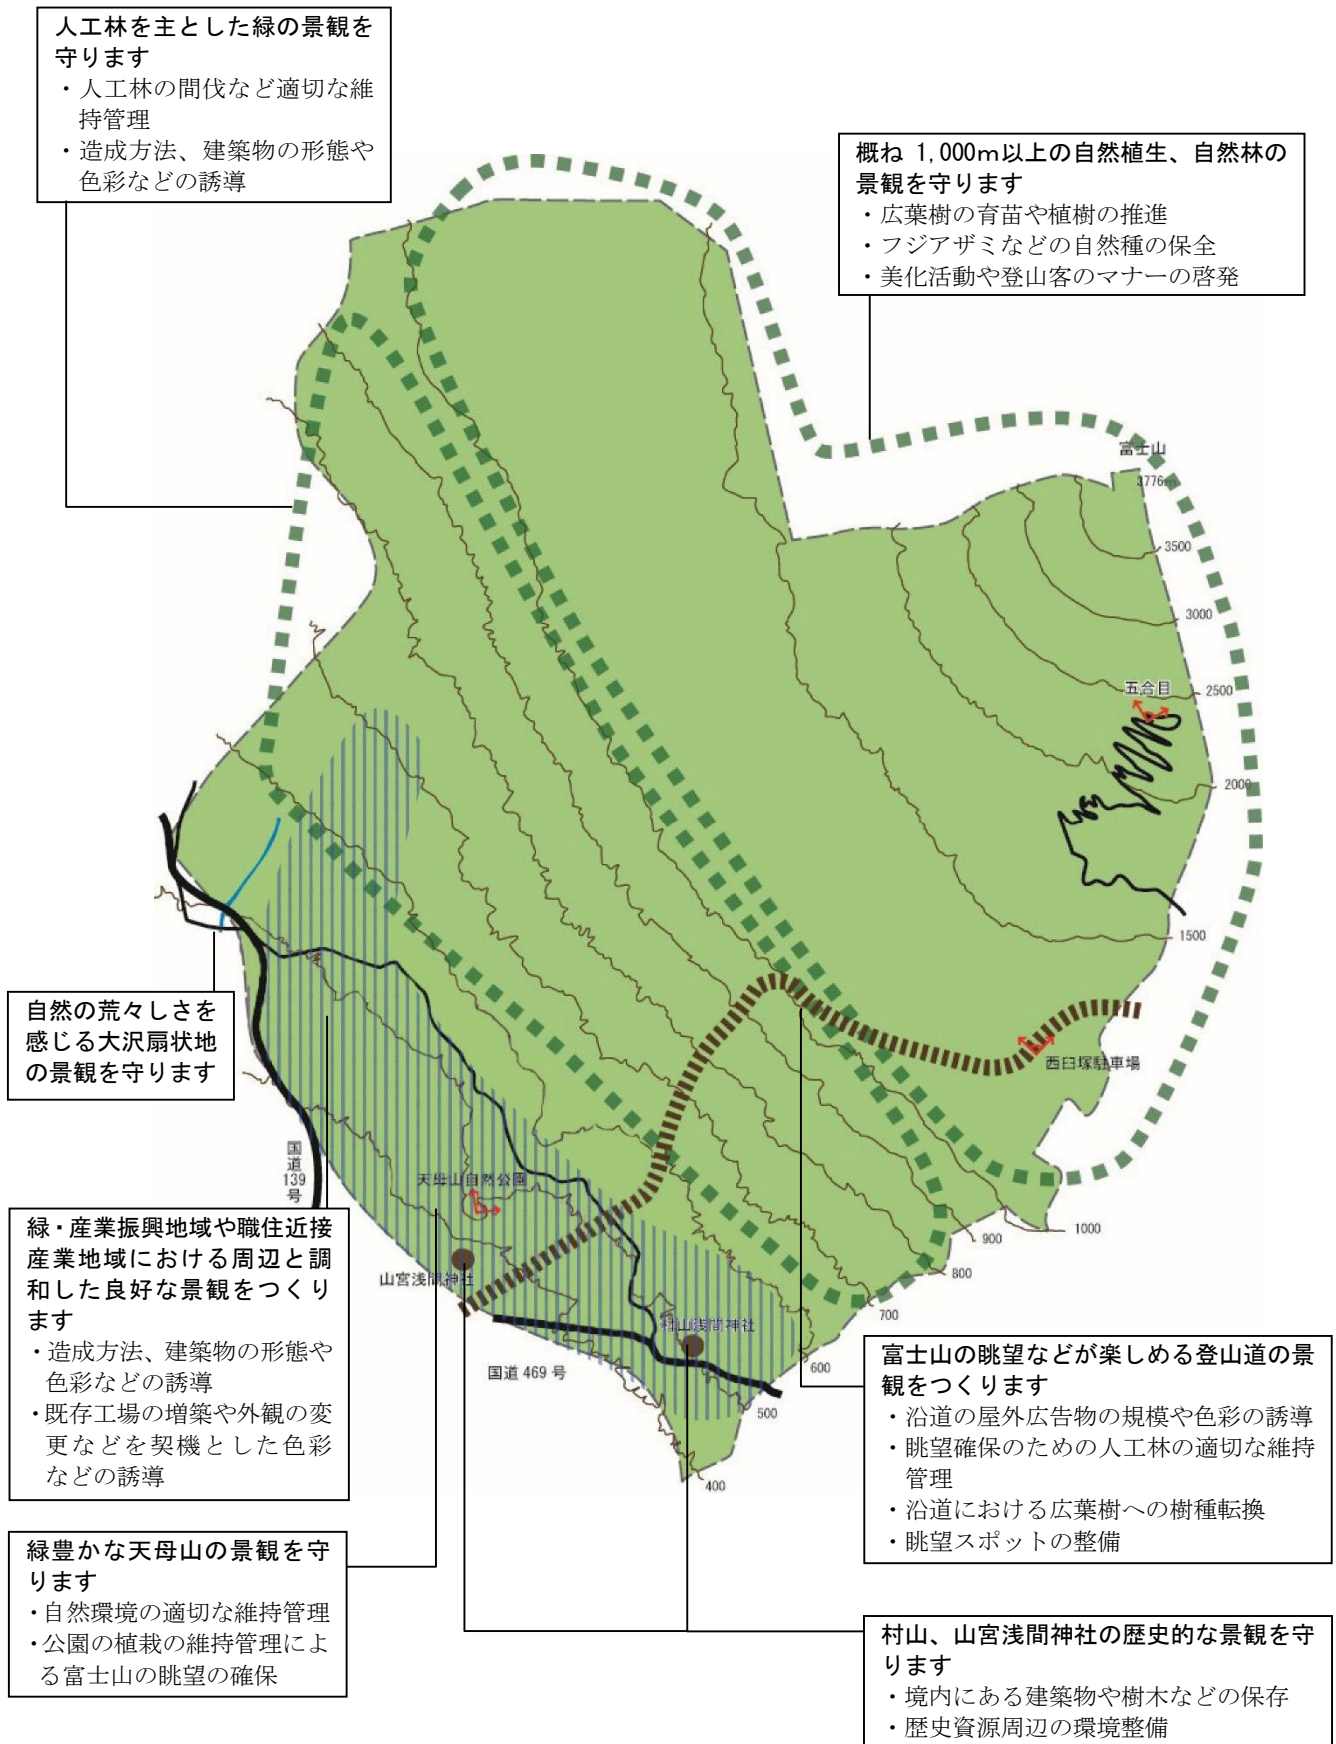 人工林を主とした緑の景観を
守ります
・人工林の間伐など適切な維
持管理
・造成方法、建築物の形態や
色彩などの誘導
概ね 1,000ｍ以上の自然植生、自然林の
景観を守ります
・広葉樹の育苗や植樹の推進
・フジアザミなどの自然種の保全
・美化活動や登山客のマナーの啓発
富士山
3776m
3500
3000
五合目
2500
2000
1500
自然の荒々しさを
感じる大沢扇状地
の景観を守ります
西臼塚駐車場
国道139号
天母山自然公園
山宮浅間神社
村山浅間神社
国道 469 号
1000
900
800
700
600
500
400
緑・産業振興地域や職住近接
産業地域における周辺と調
和した良好な景観をつくり
ます
・造成方法、建築物の形態や
色彩などの誘導
・既存工場の増築や外観の変
更などを契機とした色彩
などの誘導
富士山の眺望などが楽しめる登山道の景
観をつくります
・沿道の屋外広告物の規模や色彩の誘導
・眺望確保のための人工林の適切な維持
管理
・沿道における広葉樹への樹種転換
・眺望スポットの整備
緑豊かな天母山の景観を守
ります
・自然環境の適切な維持管理
・公園の植栽の維持管理によ
る富士山の眺望の確保
村山、山宮浅間神社の歴史的な景観を守
ります
・境内にある建築物や樹木などの保存
・歴史資源周辺の環境整備